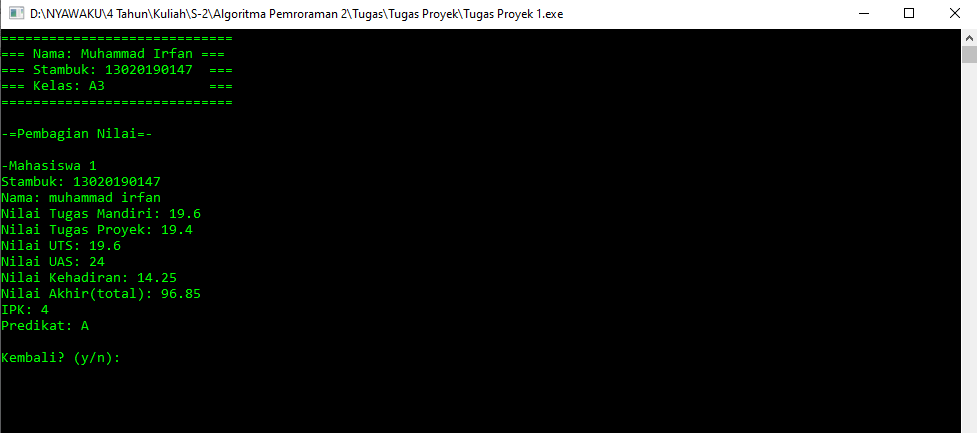 D:\NYAWAKU\4 Tahun\Kuliah\S-2\Algoritma Pemroraman 2\Tugas\Tugas Proyek\Tugas Proyek 1.exe
=============================
=== Nama: Muhammad Irfan ===
=== Stambuk: 13020190147  ===
=== Kelas: A3             ===
=============================
-=Pembagian Nilai=-
-Mahasiswa 1
Stambuk: 13020190147
Nama: muhammad irfan
Nilai Tugas Mandiri: 19.6
Nilai Tugas Proyek: 19.4
Nilai UTS: 19.6
Nilai UAS: 24
Nilai Kehadiran: 14.25
Nilai Akhir(total): 96.85
IPK: 4
Predikat: A
Kembali? (y/n):